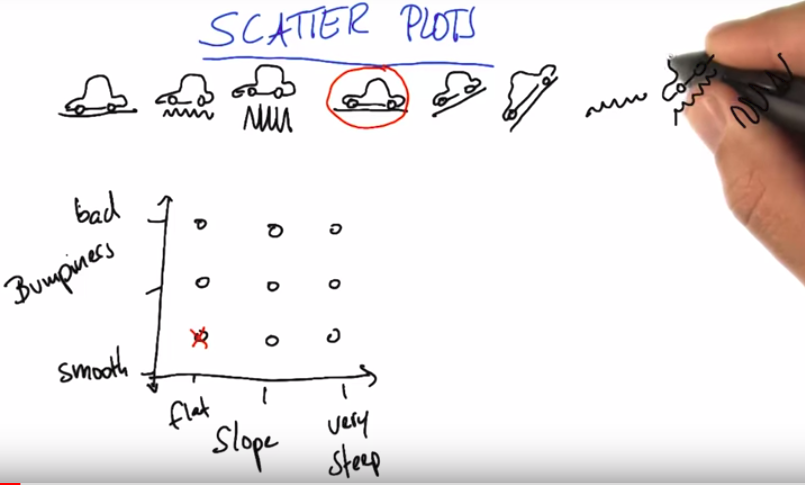 SCATTER PLOTS
bad
Bumpiness
smooth
flat
Slope
very
steep